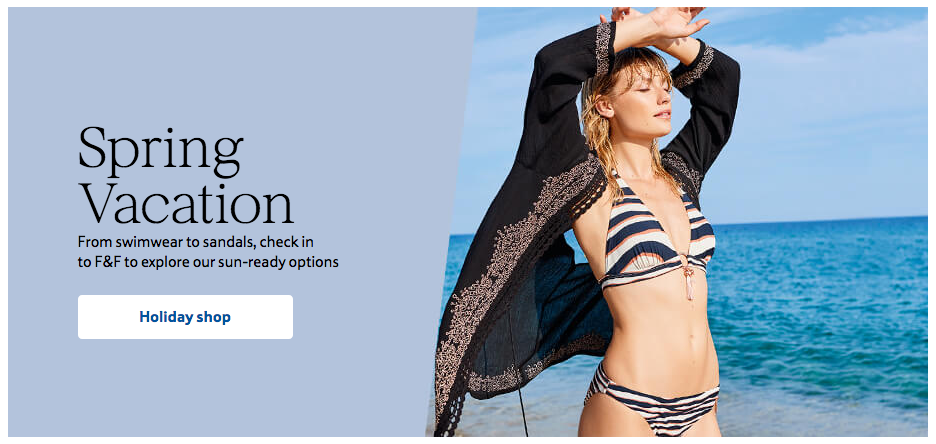 Spring
Vacation
From swimwear to sandals, check in
to F&F to explore our sun-ready options
Holiday shop